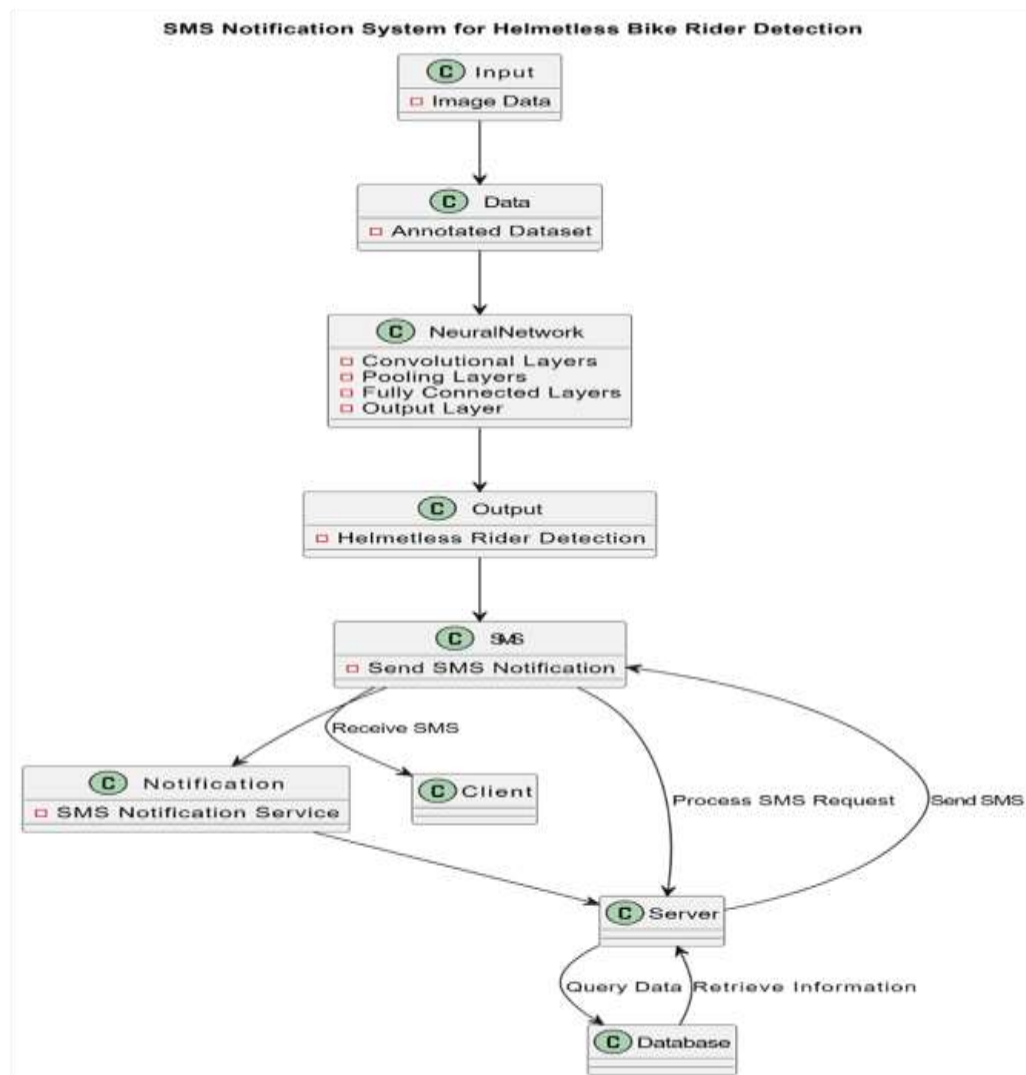 SMS Notification System for Helmetless Bike Rider Detection
C Input
Image Data
C Data
Annotated Dataset
C NeuralNetwork
Convolutional Layers
Pooling Layers
Fully Connected Layers
Output Layer
C Output
Helmetless Rider Detection
C SMS
Send SMS Notification
Receive SMS
C Notification
SMS Notification Service
C Client
Process SMS Request
Send SMS
C Server
Query Data
Retrieve Information
C Database